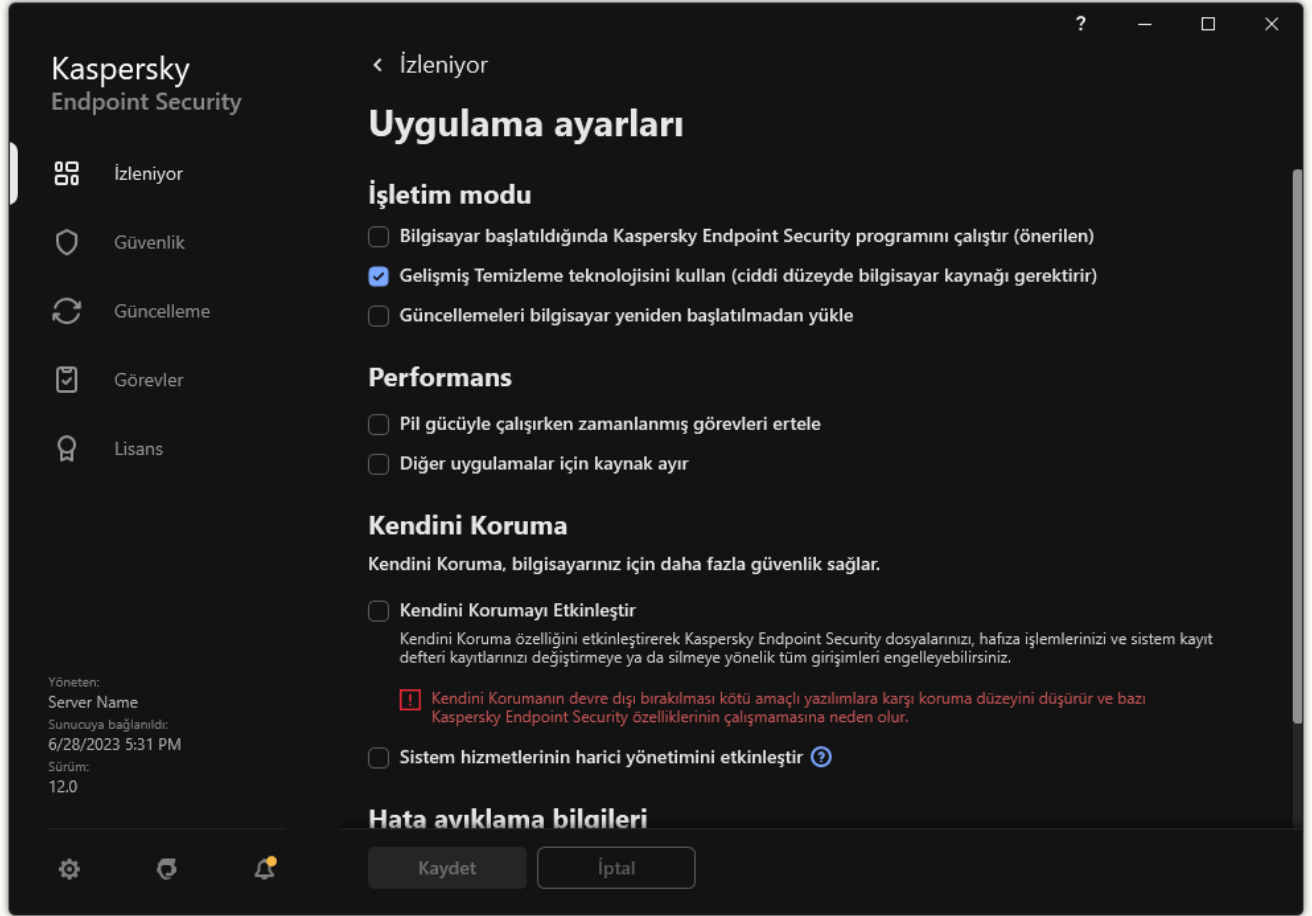 ?
Kaspersky
Endpoint Security
İzleniyor
Güvenlik
Güncelleme
Görevler
Lisans
Yöneten:
Server Name
Sunucuya bağlanıldı:
6/28/2023 5:31 PM
Sürüm:
12.0
İzleniyor
Uygulama ayarları
İşletim modu
Bilgisayar başlatıldığında Kaspersky Endpoint Security programını çalıştır (önerilen)
Gelişmiş Temizleme teknolojisini kullan (ciddi düzeyde bilgisayar kaynağı gerektirir)
Güncellemeleri bilgisayar yeniden başlatılmadan yükle
Performans
Pil gücüyle çalışırken zamanlanmış görevleri ertele
Diğer uygulamalar için kaynak ayır
Kendini Koruma
Kendini Koruma, bilgisayarınız için daha fazla güvenlik sağlar.
Kendini Korumayı Etkinleştir
Kendini Koruma özelliğini etkinleştirerek Kaspersky Endpoint Security dosyalarınızı, hafıza işlemlerinizi ve sistem kayıt
defteri kayıtlarınızı değiştirmeye ya da silmeye yönelik tüm girişimleri engelleyebilirsiniz.
! Kendini Korumanın devre dışı bırakılması kötü amaçlı yazılımlara karşı koruma düzeyini düşürür ve bazı
Kaspersky Endpoint Security özelliklerinin çalışmamasına neden olur.
Sistem hizmetlerinin harici yönetimini etkinleştir ?
Hata ayıklama bilgileri
Kaydet
İptal